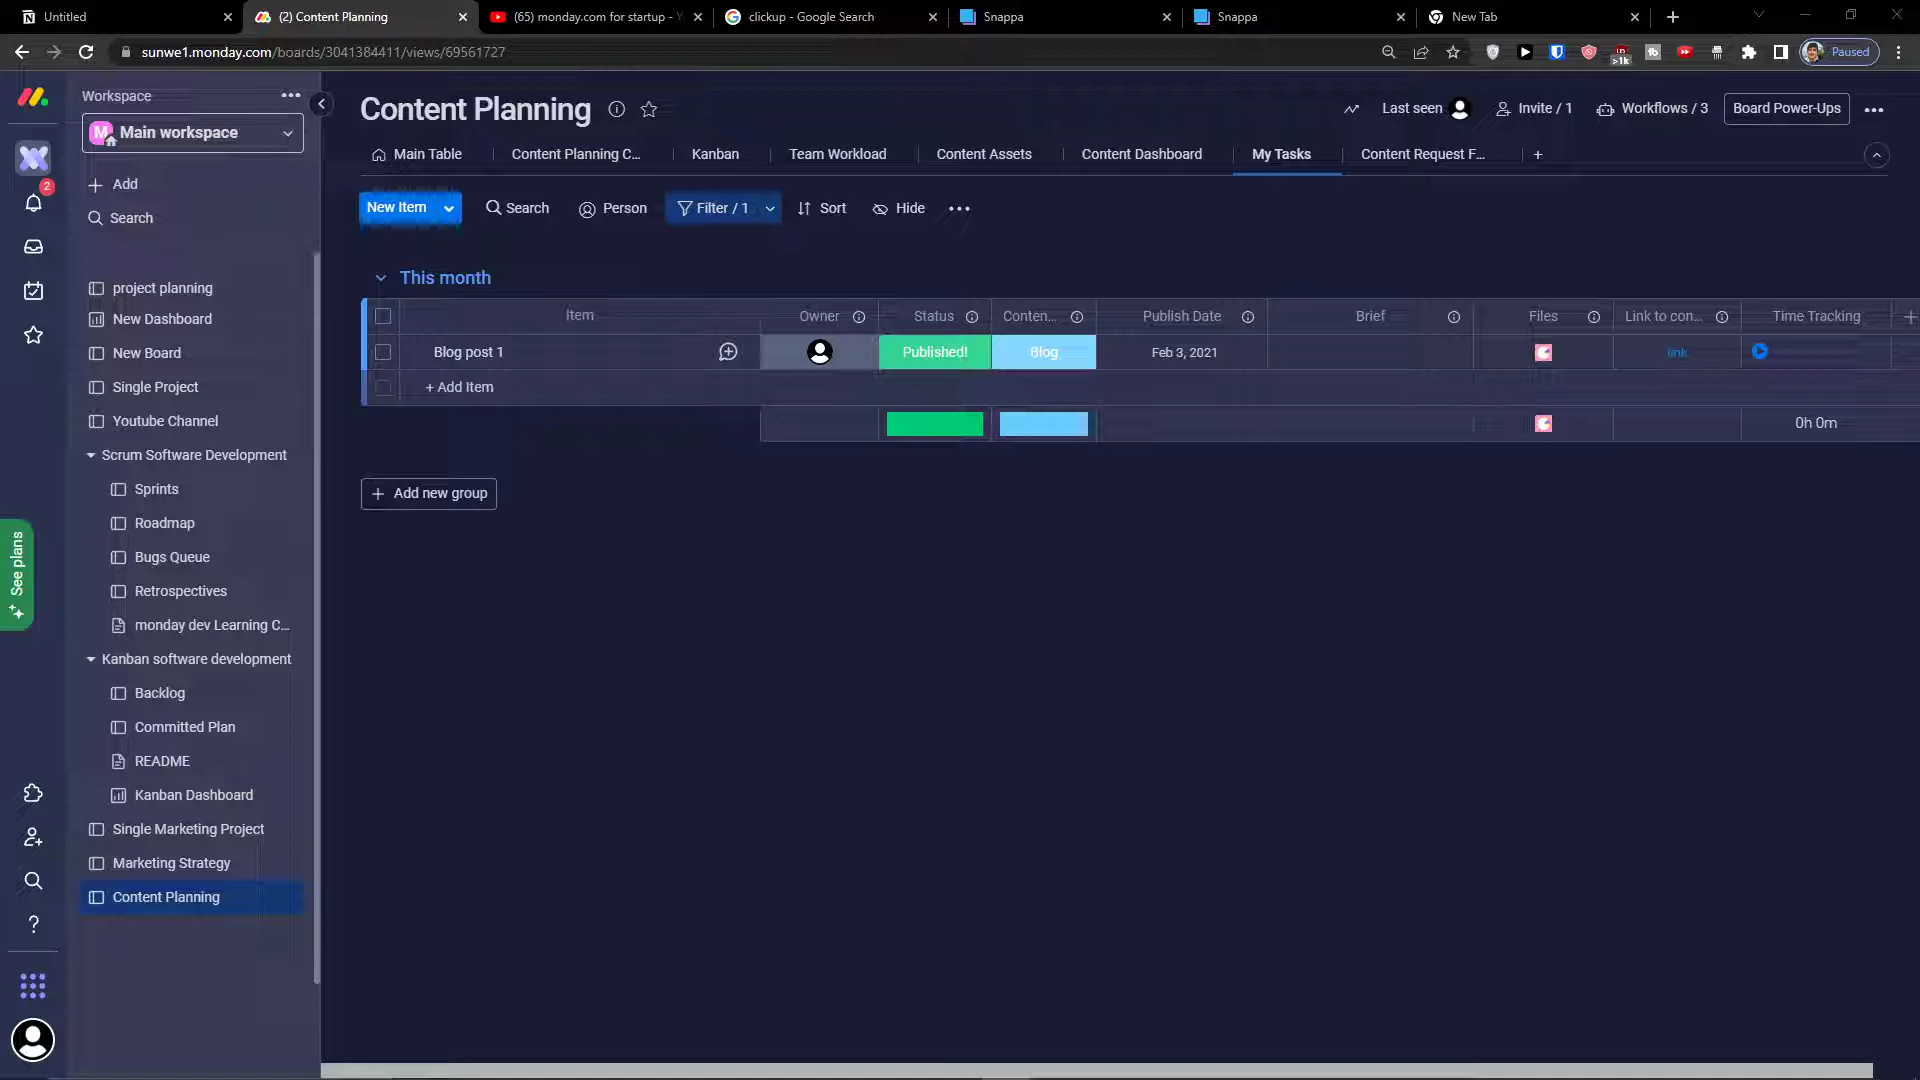 Untitled
(2) Content Planning
(65) monday.com for startup - Y
clickup - Google Search
Snappa
Snappa
New Tab
sunwe1.monday.com/boards/3041384411/views/69561727
>1k
Paused
Workspace
M
Main workspace
2
Add
Search
project planning
New Dashboard
New Board
Single Project
Youtube Channel
Scrum Software Development
Sprints
Roadmap
Bugs Queue
Retrospectives
monday dev Learning C...
Kanban software development
Backlog
Committed Plan
README
Kanban Dashboard
Single Marketing Project
Marketing Strategy
Content Planning
See plans
Content Planning
Last seen
Invite / 1
Workflows / 3
Board Power-Ups
Main Table
Content Planning C...
Kanban
Team Workload
Content Assets
Content Dashboard
My Tasks
Content Request F...
New Item
Search
Person
Filter / 1
Sort
Hide
This month
Item
Owner
Status
Conten...
Publish Date
Brief
Files
Link to con...
Time Tracking
Blog post 1
Published!
Blog
Feb 3, 2021
link
+ Add Item
0h 0m
Add new group